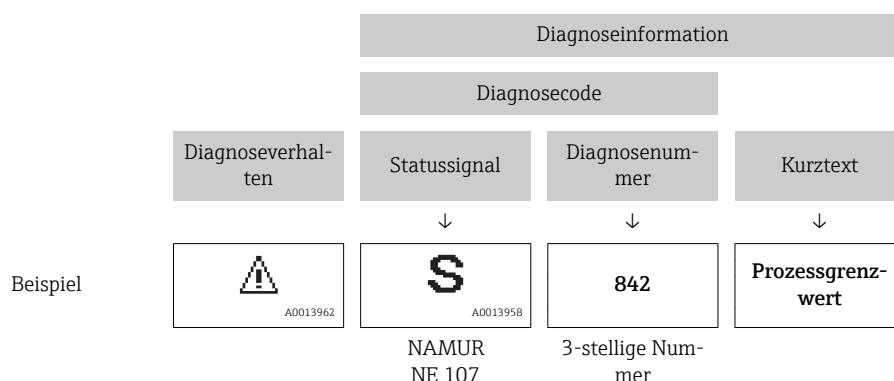 Diagnoseinformation
Diagnosecode
Diagnoseverhal-
ten
Statussignal
Diagnosenum-
mer
Kurztext
↓ ↓ ↓
Beispiel
A0013962
S
A0013958
842
Prozessgrenz-
wert
NAMUR
NE 107
3-stellige Num-
mer